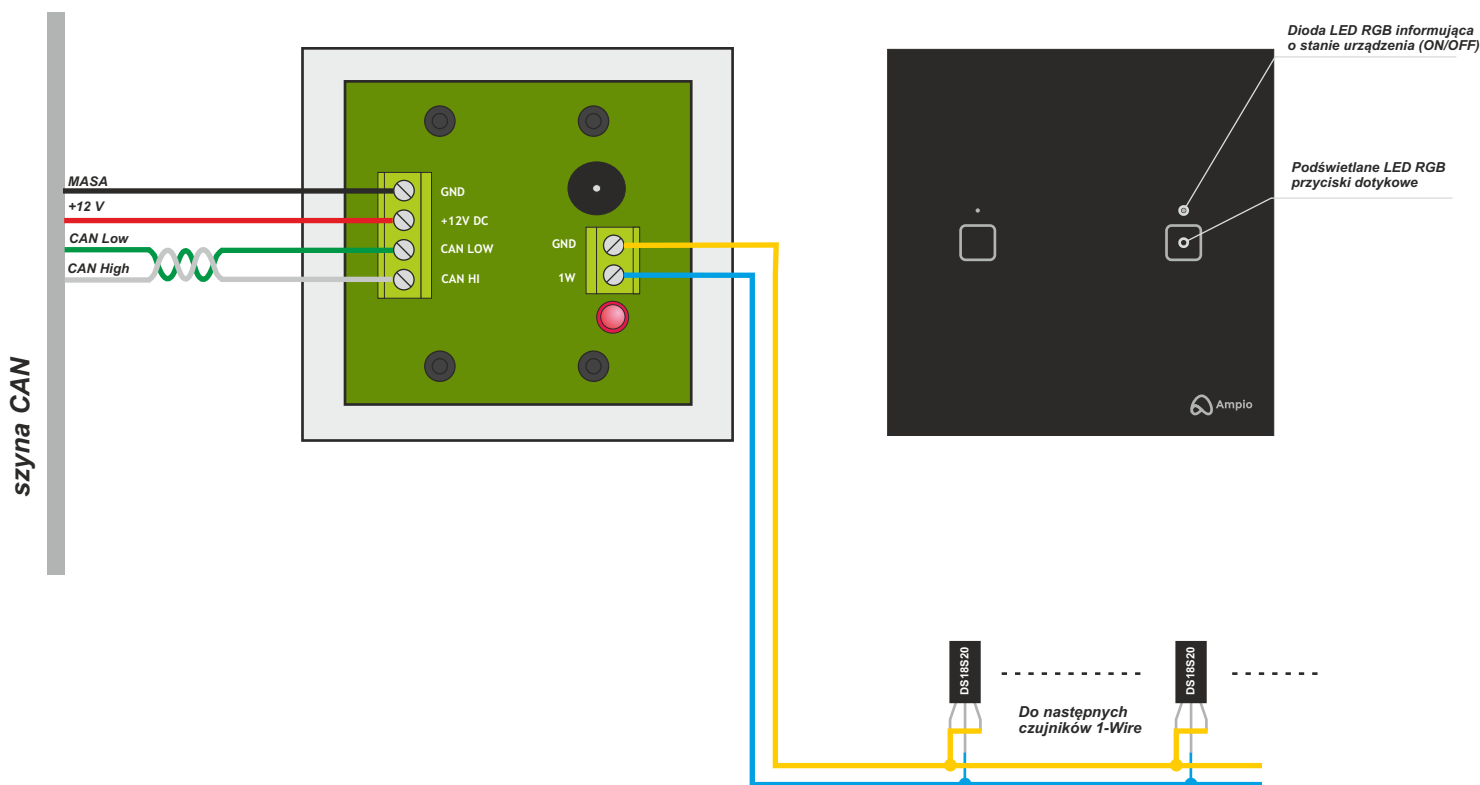 Dioda LED RGB informująca
o stanie urządzenia (ON/OFF)
Podświetlane LED RGB
przyciski dotykowe
MASA
+12 V
CAN Low
CAN High
szyna CAN
GND
+12V DC
CAN LOW
CAN HI
GND
1W
Ampio
DS18S20
DS18S20
Do następnych
czujników 1-Wire